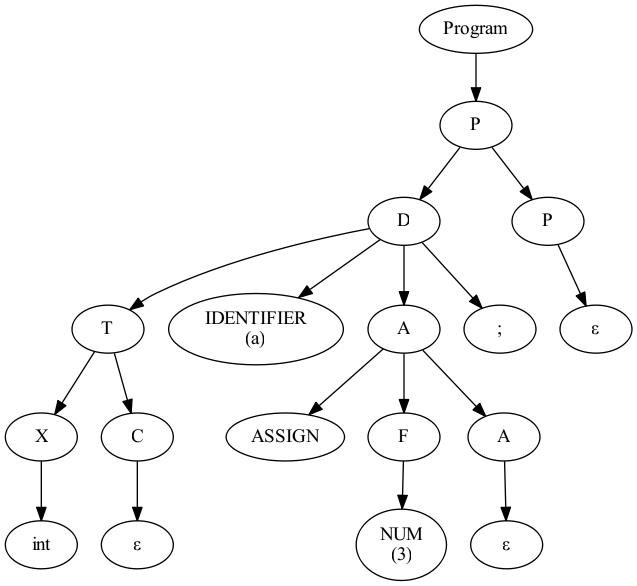 Program
P
D
P
T
IDENTIFIER
(a)
A
;
ε
X
C
ASSIGN
F
A
int
ε
NUM
(3)
ε